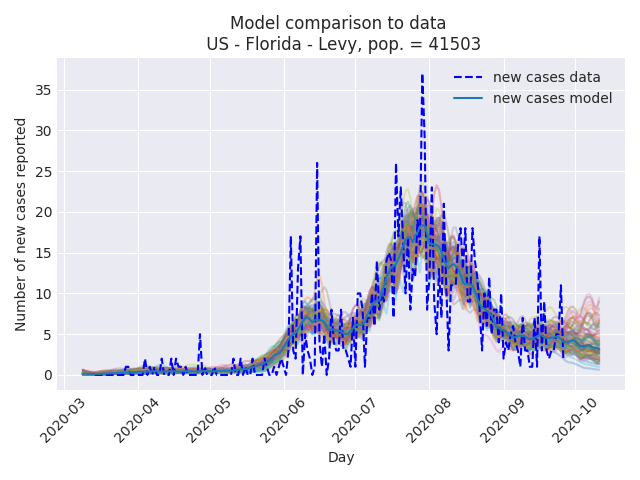 Model comparison to data
US - Florida - Levy, pop. = 41503
new cases data
new cases model
Number of new cases reported
35
30
25
20
15
10
5
0
2020-03
2020-04
2020-05
2020-06
2020-07
2020-08
2020-09
2020-10
Day